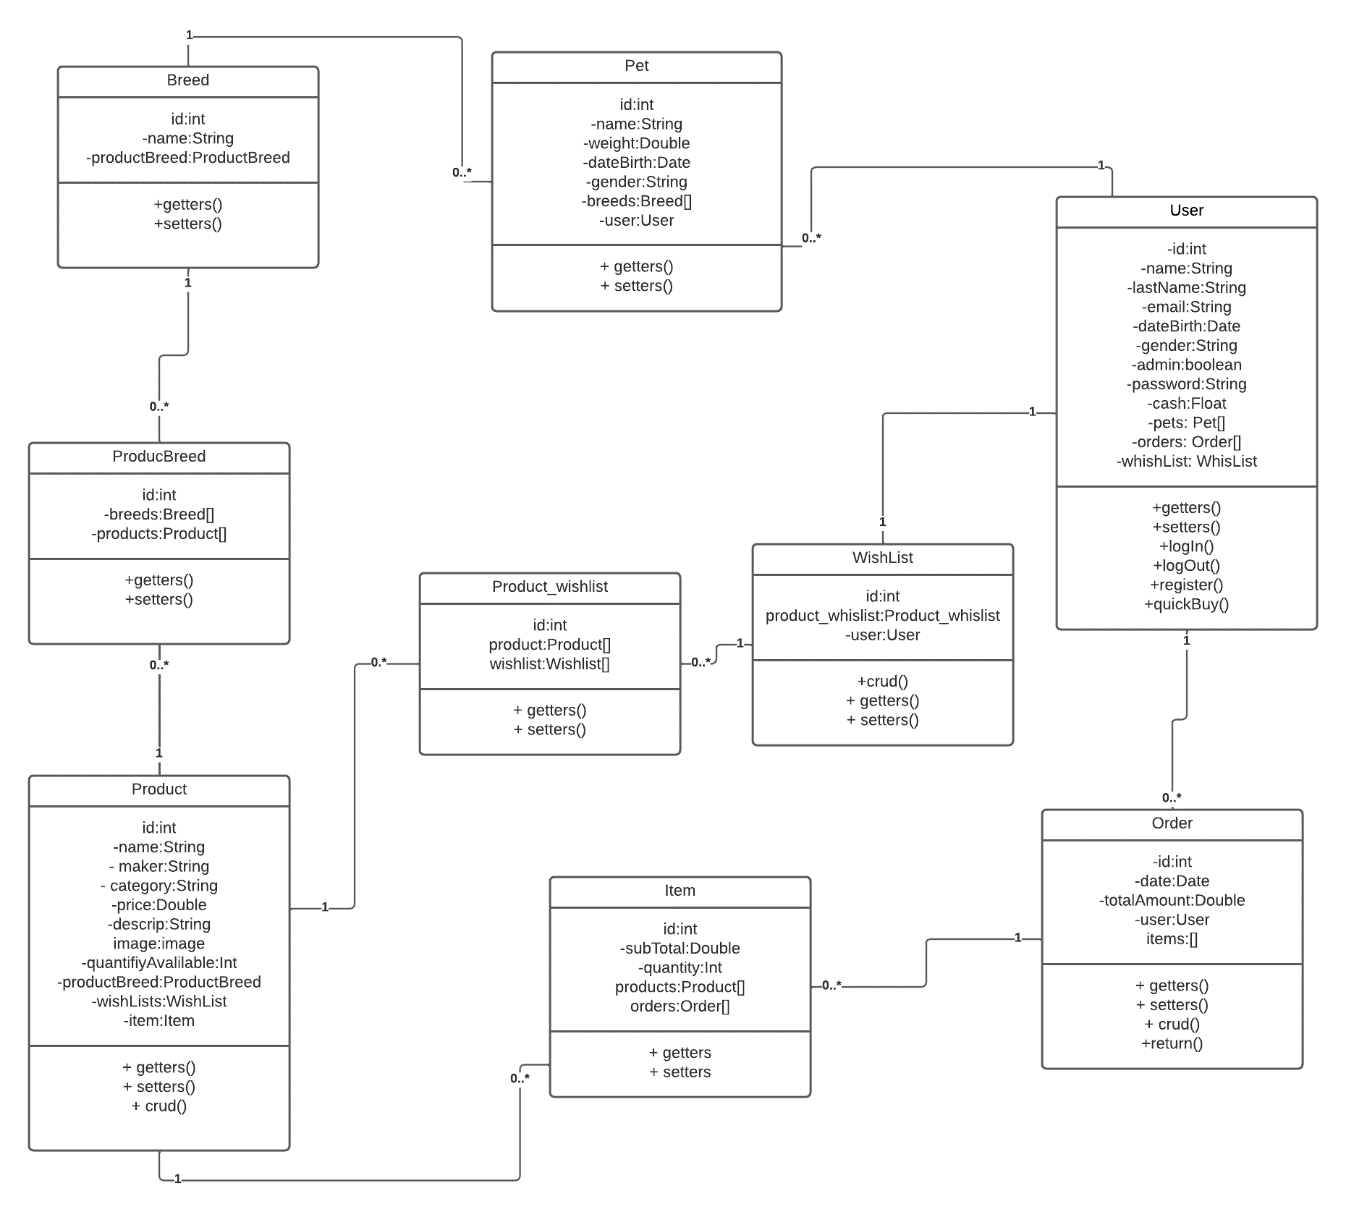 1
Breed
id:int
-name:String
-productBreed:ProductBreed
+getters()
+setters()
1
0..*
Pet
id:int
-name:String
-weight:Double
-dateBirth:Date
-gender:String
-breeds:Breed[]
-user:User
+ getters()
+ setters()
0..*
1
User
-id:int
-name:String
-lastName:String
-email:String
-dateBirth:Date
-gender:String
-admin:boolean
-password:String
-cash:Float
-pets: Pet[]
-orders: Order[]
-whishList: WhisList
+getters()
+setters()
+logIn()
+logOut()
+register()
+quickBuy()
1
1
1
0..*
ProducBreed
id:int
-breeds:Breed[]
-products:Product[]
+getters()
+setters()
0..*
1
Product_wishlist
id:int
product:Product[]
wishlist:Wishlist[]
+ getters()
+ setters()
0.*
0..*
1
WishList
id:int
product_whislist:Product_whislist
-user:User
+crud()
+ getters()
+ setters()
Product
id:int
-name:String
- maker:String
- category:String
-price:Double
-descrip:String
image:image
-quantifiyAvalilable:Int
-productBreed:ProductBreed
-wishLists:WishList
-item:Item
+ getters()
+ setters()
+ crud()
1
1
0..*
Item
id:int
-subTotal:Double
-quantity:Int
products:Product[]
orders:Order[]
+ getters
+ setters
0..*
1
0..*
Order
-id:int
-date:Date
-totalAmount:Double
-user:User
items:[]
+ getters()
+ setters()
+ crud()
+return()